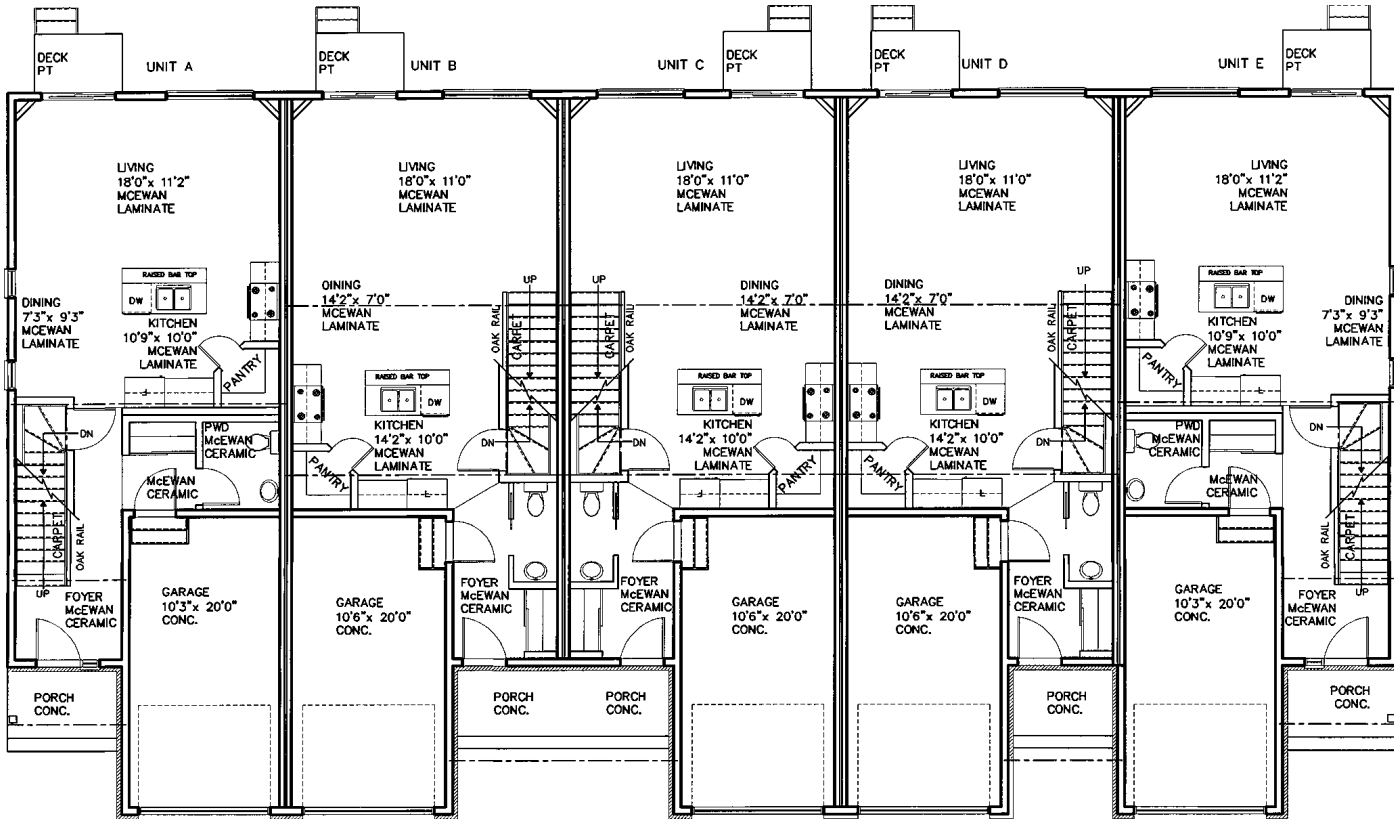 DECK
PT
UNIT A
DECK
PT
UNIT B
UNIT C
DECK
PT
DECK
PT
UNIT D
UNIT E
DECK
PT
LIVING
18'0"x 11'2"
MCEWAN
LAMINATE
LIVING
18'0"x 11'0"
MCEWAN
LAMINATE
LIVING
18'0"x 11'0"
MCEWAN
LAMINATE
LIVING
18'0"x 11'0"
MCEWAN
LAMINATE
LIVING
18'0"x 11'2"
MCEWAN
LAMINATE
RAISED BAR TOP
DW
DINING
7'3"x 9'3"
MCEWAN
LAMINATE
KITCHEN
10'9"x 10'0"
MCEWAN
LAMINATE
PANTRY
DINING
14'2"x 7'0"
MCEWAN
LAMINATE
UP
OAK RAIL
CARPET
UP
CARPET
OAK RAIL
DINING
14'2"x 7'0"
MCEWAN
LAMINATE
DINING
14'2"x 7'0"
MCEWAN
LAMINATE
UP
OAK RAIL
CARPET
RAISED BAR TOP
DW
KITCHEN
10'9"x 10'0"
MCEWAN
LAMINATE
PANTRY
DINING
7'3"x 9'3"
MCEWAN
LAMINATE
RAISED BAR TOP
DW
KITCHEN
14'2"x 10'0"
MCEWAN
LAMINATE
PANTRY
DN
DN
RAISED BAR TOP
DW
KITCHEN
14'2"x 10'0"
MCEWAN
LAMINATE
PANTRY
RAISED BAR TOP
DW
KITCHEN
14'2"x 10'0"
MCEWAN
LAMINATE
PANTRY
DN
DN
PWD
McEWAN
CERAMIC
McEWAN
CERAMIC
CARPET
OAK RAIL
UP
PWD
McEWAN
CERAMIC
McEWAN
CERAMIC
DN
OAK RAIL
CARPET
UP
FOYER
McEWAN
CERAMIC
GARAGE
10'3"x 20'0"
CONC.
GARAGE
10'6"x 20'0"
CONC.
FOYER
McEWAN
CERAMIC
FOYER
McEWAN
CERAMIC
GARAGE
10'6"x 20'0"
CONC.
GARAGE
10'6"x 20'0"
CONC.
FOYER
McEWAN
CERAMIC
GARAGE
10'3"x 20'0"
CONC.
FOYER
McEWAN
CERAMIC
PORCH
CONC.
PORCH
CONC.
PORCH
CONC.
PORCH
CONC.
PORCH
CONC.